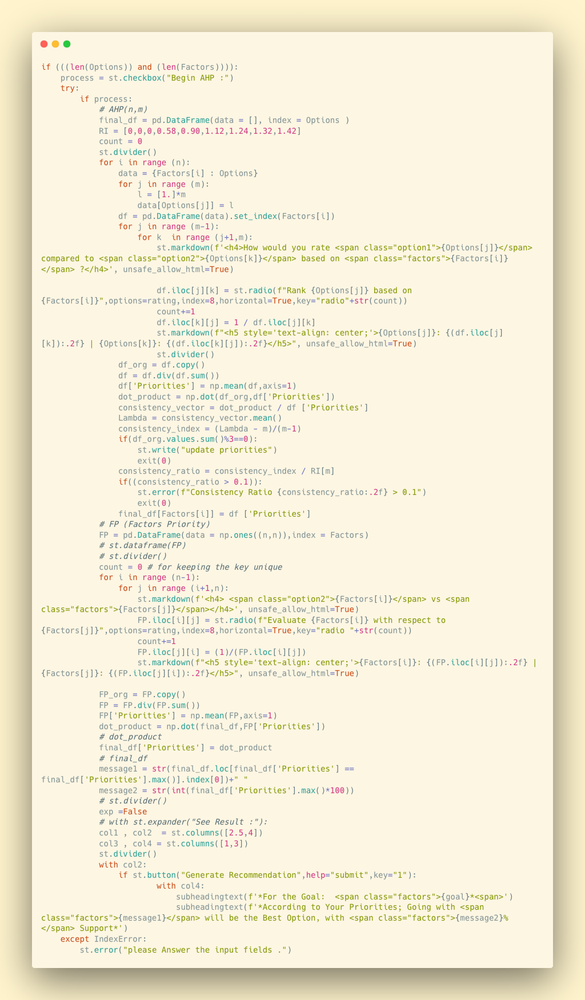 if (((len(Options)) and (len(Factors)))):
    process = st.checkbox("Begin AHP :")
    try:
        if process:
            # AHP(n,m)
            final_df = pd.DataFrame(data = [], index = Options )
            RI = [0,0,0,0.58,0.90,1.12,1.24,1.32,1.42]
            count = 0
            st.divider()
            for i in range (n):
                data = {Factors[i] : Options}
                for j in range (m):
                    l = [1.]*m
                    data[Options[j]] = l
                df = pd.DataFrame(data).set_index(Factors[i])
                for j in range (m-1):
                    for k  in range (j+1,m):
                        st.markdown(f'<h4>How would you rate <span class="option1">{Options[j]}</span>
compared to <span class="option2">{Options[k]}</span> based on <span class="factors">{Factors[i]}
</span> ?</h4>', unsafe_allow_html=True)

                        df.iloc[j][k] = st.radio(f"Rank {Options[j]} based on
{Factors[i]}",options=rating,index=8,horizontal=True,key="radio"+str(count))
                        count+=1
                        df.iloc[k][j] = 1 / df.iloc[j][k]
                        st.markdown(f"<h5 style='text-align: center;'>{Options[j]}: {(df.iloc[j]
[k]):.2f} | {Options[k]}: {(df.iloc[k][j]):.2f}</h5>", unsafe_allow_html=True)
                        st.divider()
                df_org = df.copy()
                df = df.div(df.sum())
                df['Priorities'] = np.mean(df,axis=1)
                dot_product = np.dot(df_org,df['Priorities'])
                consistency_vector = dot_product / df ['Priorities']
                Lambda = consistency_vector.mean()
                consistency_index = (Lambda - m)/(m-1)
                if(df_org.values.sum()%3==0):
                    st.write("update priorities")
                    exit(0)
                consistency_ratio = consistency_index / RI[m]
                if((consistency_ratio > 0.1)):
                    st.error(f"Consistency Ratio {consistency_ratio:.2f} > 0.1")
                    exit(0)
                final_df[Factors[i]] = df ['Priorities']
            # FP (Factors Priority)
            FP = pd.DataFrame(data = np.ones((n,n)),index = Factors)
            # st.dataframe(FP)
            # st.divider()
            count = 0 # for keeping the key unique
            for i in range (n-1):
                for j in range (i+1,n):
                    st.markdown(f'<h4> <span class="option2">{Factors[i]}</span> vs <span
class="factors">{Factors[j]}</span></h4>', unsafe_allow_html=True)
                    FP.iloc[i][j] = st.radio(f"Evaluate {Factors[i]} with respect to
{Factors[j]}",options=rating,index=8,horizontal=True,key="radio "+str(count))
                    count+=1
                    FP.iloc[j][i] = (1)/(FP.iloc[i][j])
                    st.markdown(f"<h5 style='text-align: center;'>{Factors[i]}: {(FP.iloc[i][j]):.2f} |
{Factors[j]}: {(FP.iloc[j][i]):.2f}</h5>", unsafe_allow_html=True)

            FP_org = FP.copy()
            FP = FP.div(FP.sum())
            FP['Priorities'] = np.mean(FP,axis=1)
            dot_product = np.dot(final_df,FP['Priorities'])
            # dot_product
            final_df['Priorities'] = dot_product
            # final_df
            message1 = str(final_df.loc[final_df['Priorities'] ==
final_df['Priorities'].max()].index[0])+" "
            message2 = str(int(final_df['Priorities'].max()*100))
            # st.divider()
            exp =False
            # with st.expander("See Result :"):
            col1 , col2  = st.columns([2.5,4])
            col3 , col4 = st.columns([1,3])
            st.divider()
            with col2:
                if st.button("Generate Recommendation",help="submit",key="1"):
                        with col4:
                            subheadingtext(f'*For the Goal:  <span class="factors">{goal}*<span>')
                            subheadingtext(f'*According to Your Priorities; Going with <span
class="factors">{message1}</span> will be the Best Option, with <span class="factors">{message2}%
</span> Support*')
    except IndexError:
        st.error("please Answer the input fields .")